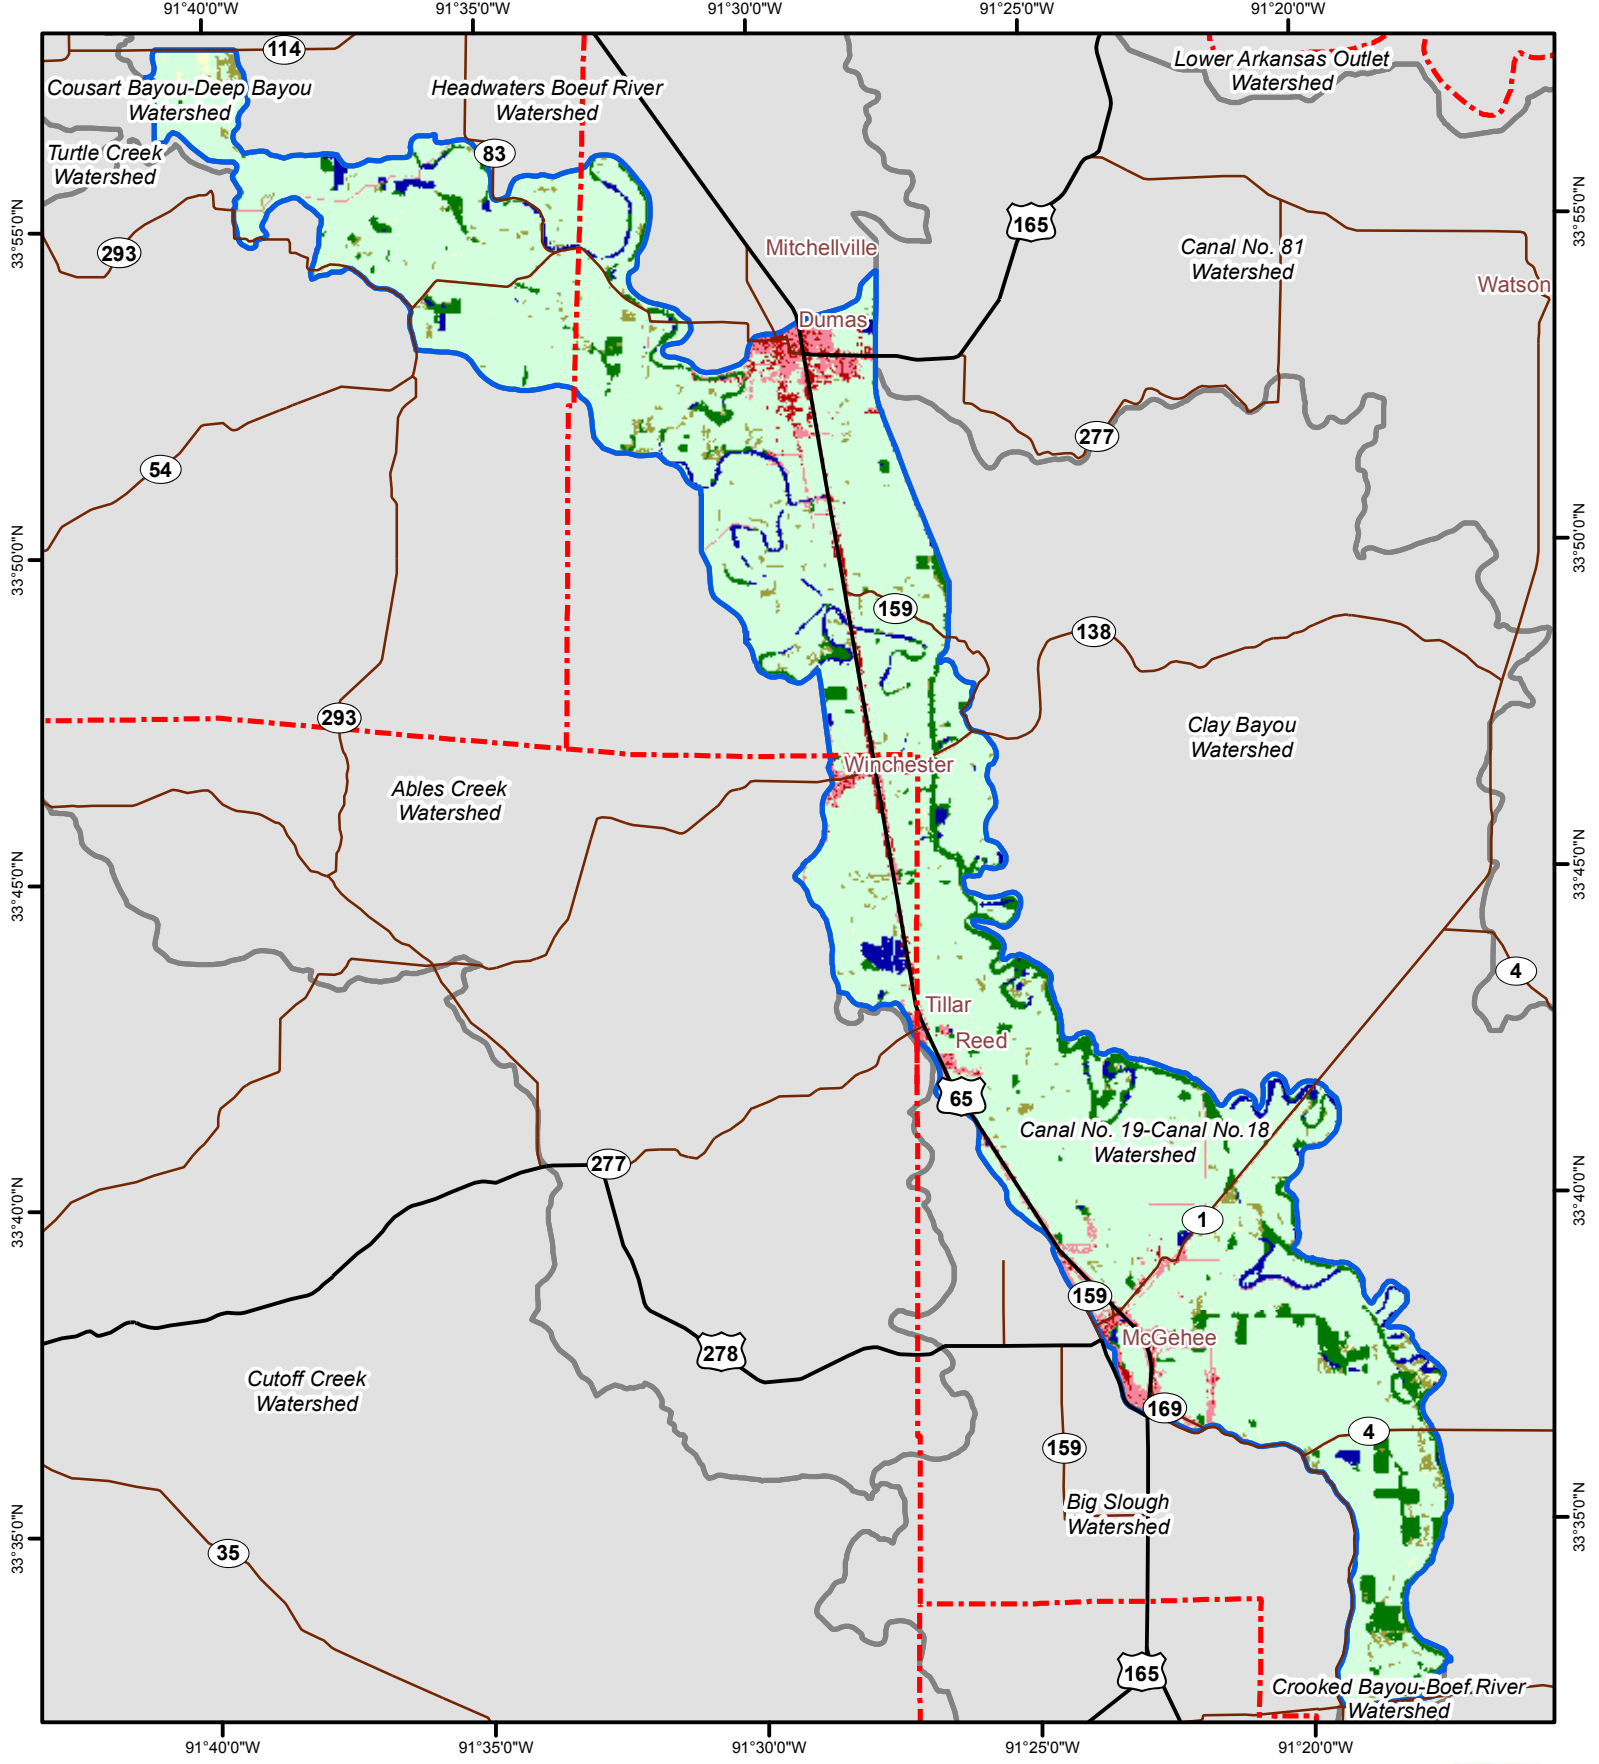 91°40'0"W
91°35'0"W
91°30'0"W
91°25'0"W
91°20'0"W
114
Cousart Bayou-Deep Bayou
Watershed
Headwaters Boeuf River
Watershed
Lower Arkansas Outlet
Watershed
Turtle Creek
Watershed
83
33°55'0"N
33°55'0"N
293
165
Mitchellville
Canal No. 81
Watershed
Watson
Dumas
277
54
33°50'0"N
33°50'0"N
159
138
293
Clay Bayou
Watershed
Winchester
Ables Creek
Watershed
33°45'0"N
33°45'0"N
4
Tillar
Reed
65
Canal No. 19-Canal No.18
Watershed
277
33°40'0"N
33°40'0"N
1
159
McGehee
278
Cutoff Creek
Watershed
169
4
159
Big Slough
Watershed
33°35'0"N
33°35'0"N
35
165
Crooked Bayou-Boef River
Watershed
91°40'0"W
91°35'0"W
91°30'0"W
91°25'0"W
91°20'0"W